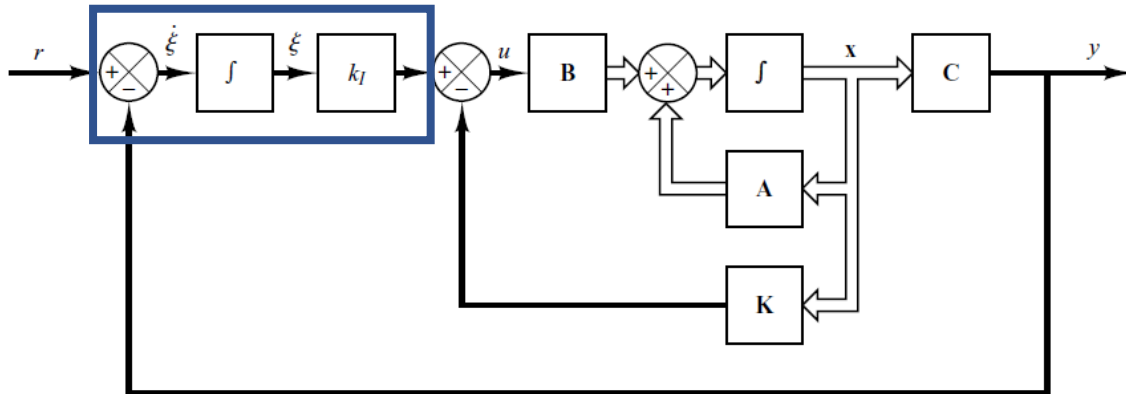 r + − ξ̇ ∫ ξ k_I + − u B + + ∫ x C y
A
K